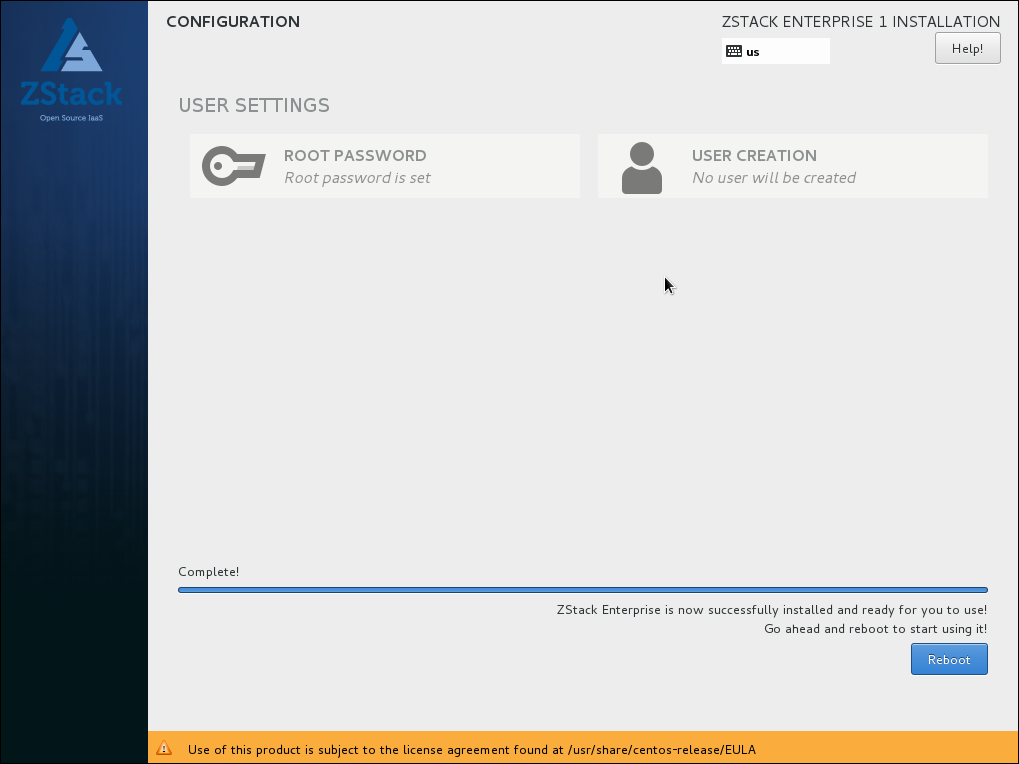 ZStack
Open Source IaaS
CONFIGURATION
ZSTACK ENTERPRISE 1 INSTALLATION
us
Help!
USER SETTINGS
ROOT PASSWORD
Root password is set
USER CREATION
No user will be created
Complete!
ZStack Enterprise is now successfully installed and ready for you to use!
Go ahead and reboot to start using it!
Reboot
Use of this product is subject to the license agreement found at /usr/share/centos-release/EULA